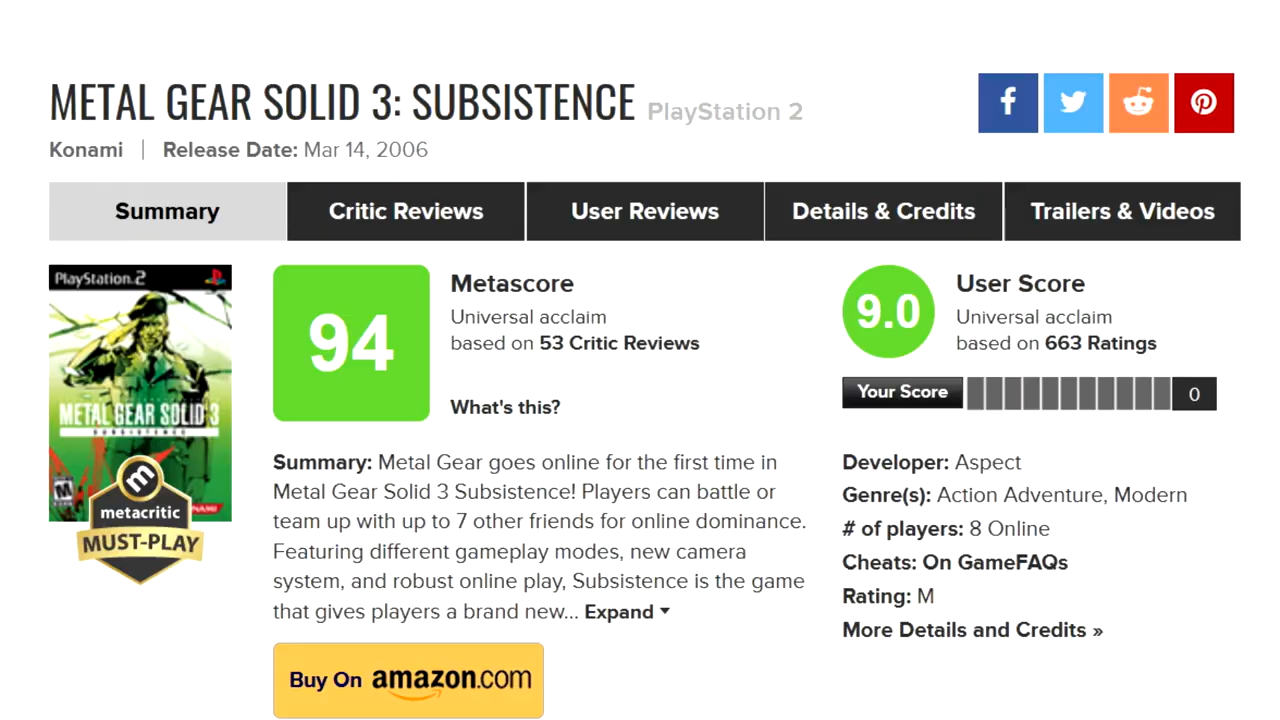 METAL GEAR SOLID 3: SUBSISTENCE PlayStation 2
Konami | Release Date: Mar 14, 2006
Summary
Critic Reviews
User Reviews
Details & Credits
Trailers & Videos
PlayStation 2
METAL GEAR SOLID 3
SUBSISTENCE
M
KONAMI
m
metacritic
MUST-PLAY
94
Metascore
Universal acclaim
based on 53 Critic Reviews
What's this?
Summary: Metal Gear goes online for the first time in
Metal Gear Solid 3 Subsistence! Players can battle or
team up with up to 7 other friends for online dominance.
Featuring different gameplay modes, new camera
system, and robust online play, Subsistence is the game
that gives players a brand new... Expand
Buy On amazon.com
9.0
User Score
Universal acclaim
based on 663 Ratings
Your Score
0
Developer: Aspect
Genre(s): Action Adventure, Modern
# of players: 8 Online
Cheats: On GameFAQs
Rating: M
More Details and Credits »